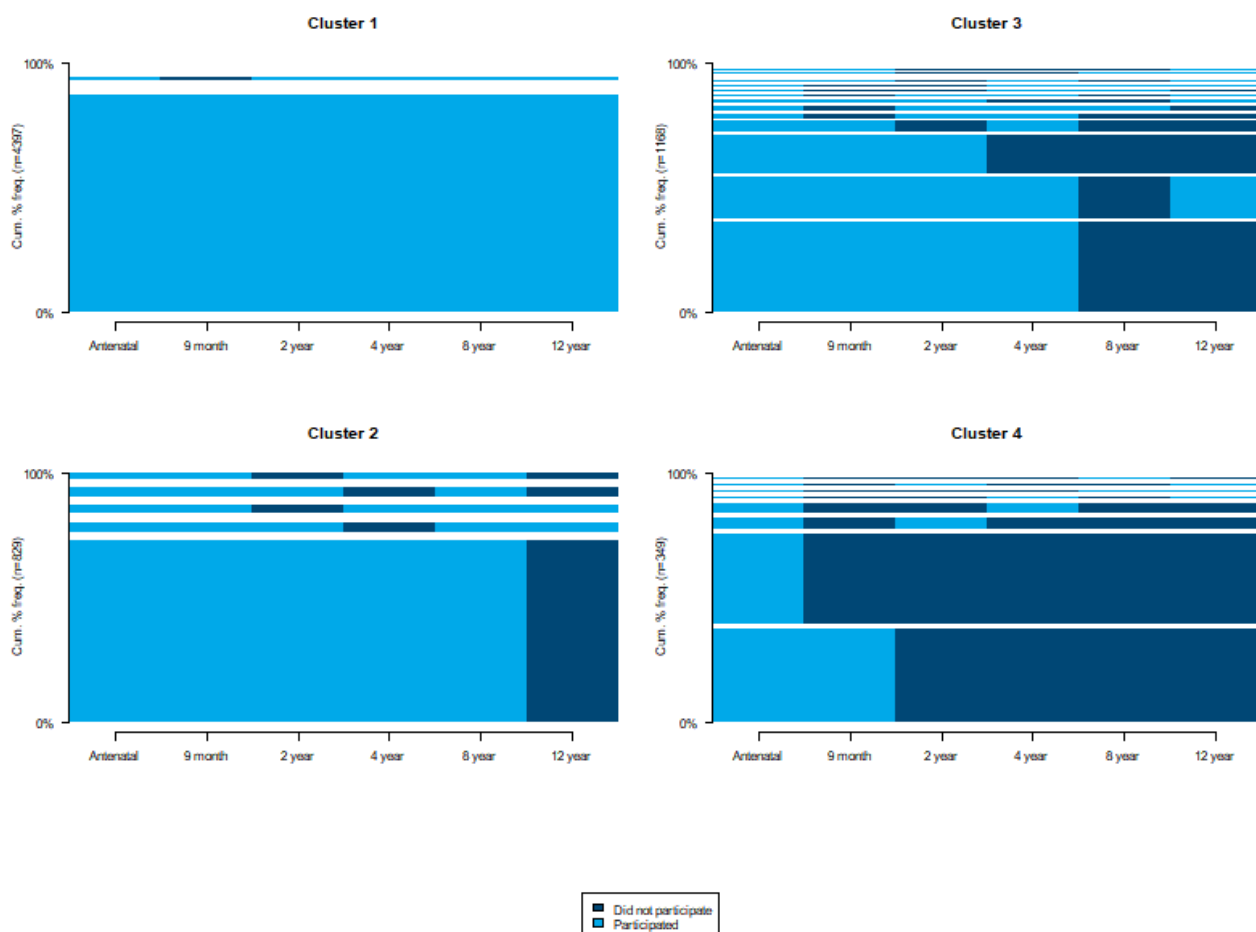 Cluster 1
100%
Cum. % freq. (n=4397)
0%
Antenatal 9 month 2 year 4 year 8 year 12 year
Cluster 3
100%
Cum. % freq. (n=1168)
0%
Antenatal 9 month 2 year 4 year 8 year 12 year
Cluster 2
100%
Cum. % freq. (n=829)
0%
Antenatal 9 month 2 year 4 year 8 year 12 year
Cluster 4
100%
Cum. % freq. (n=349)
0%
Antenatal 9 month 2 year 4 year 8 year 12 year
Did not participate
Participated